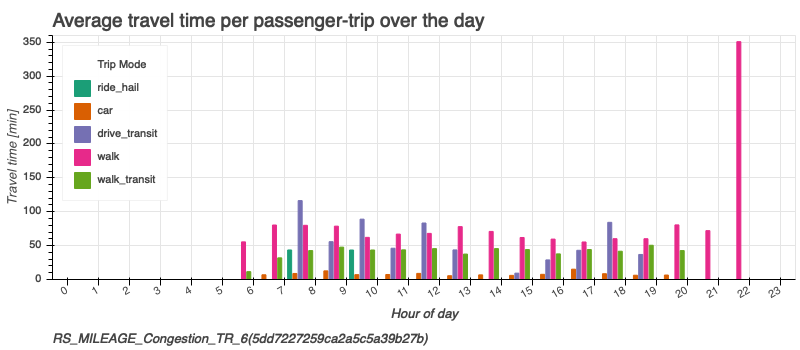 Average travel time per passenger-trip over the day
Travel time [min]
350
300
250
200
150
100
50
0
Trip Mode
ride_hail
car
drive_transit
walk
walk_transit
0 1 2 3 4 5 6 7 8 9 10 11 12 13 14 15 16 17 18 19 20 21 22 23
Hour of day
RS_MILEAGE_Congestion_TR_6(5dd7227259ca2a5c5a39b27b)